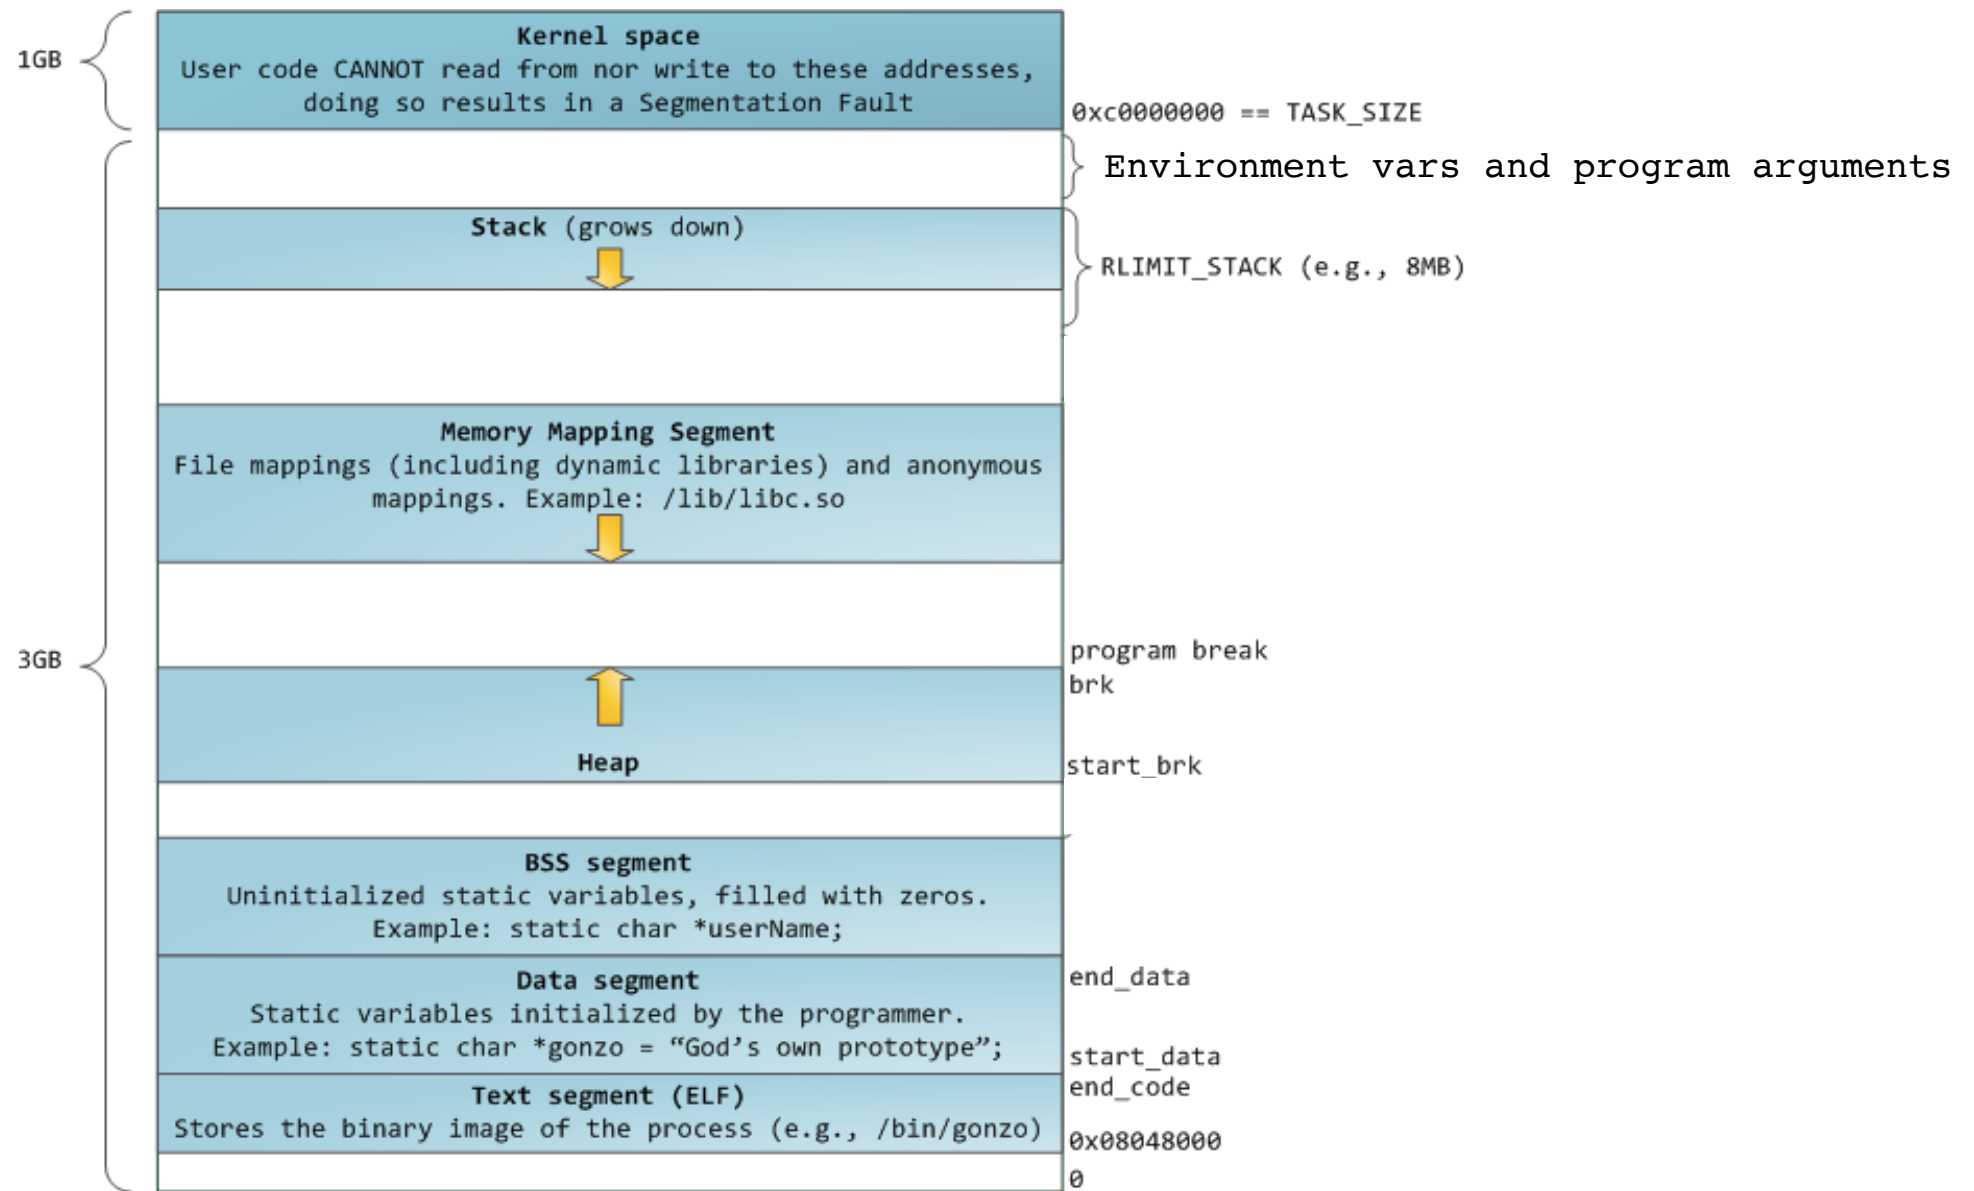 1GB
Kernel space
User code CANNOT read from nor write to these addresses,
doing so results in a Segmentation Fault
0xc0000000 == TASK_SIZE
Environment vars and program arguments
Stack (grows down)
RLIMIT_STACK (e.g., 8MB)
Memory Mapping Segment
File mappings (including dynamic libraries) and anonymous
mappings. Example: /lib/libc.so
3GB
program break
brk
Heap
start_brk
BSS segment
Uninitialized static variables, filled with zeros.
Example: static char *userName;
Data segment
Static variables initialized by the programmer.
Example: static char *gonzo = “God’s own prototype”;
end_data
start_data
end_code
Text segment (ELF)
Stores the binary image of the process (e.g., /bin/gonzo)
0x08048000
0